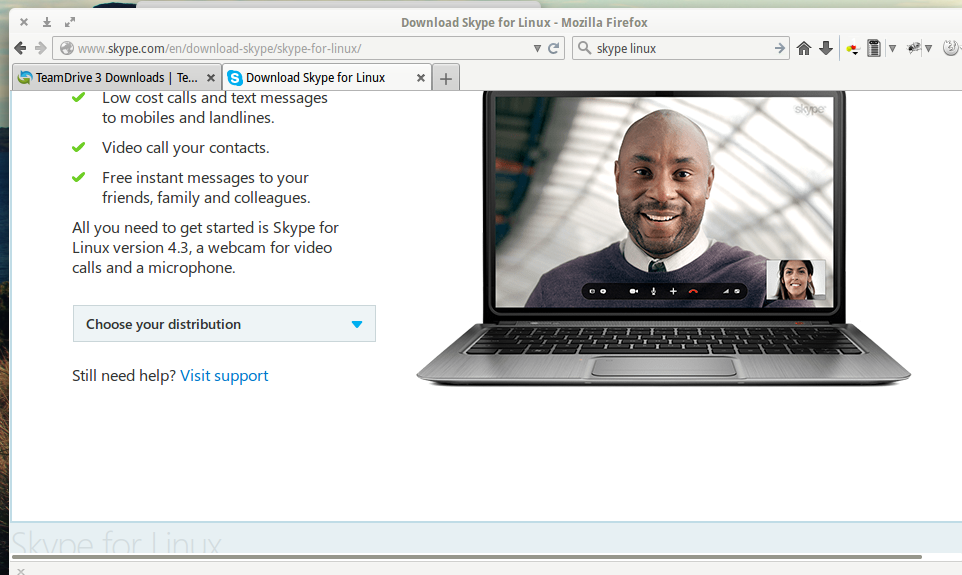 Download Skype for Linux - Mozilla Firefox
www.skype.com/en/download-skype/skype-for-linux/
skype linux
TeamDrive 3 Downloads | Te...
Download Skype for Linux
Low cost calls and text messages
to mobiles and landlines.
Video call your contacts.
Free instant messages to your
friends, family and colleagues.
All you need to get started is Skype for
Linux version 4.3, a webcam for video
calls and a microphone.
Choose your distribution
Still need help? Visit support
skype
Skype for Linux